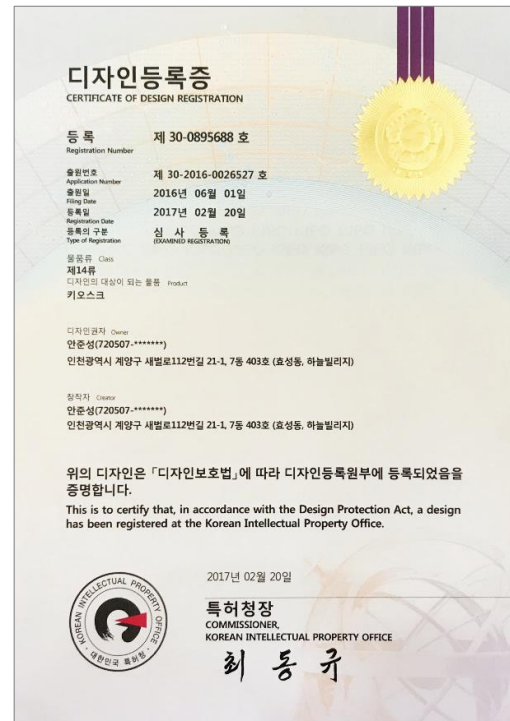 디자인등록증
CERTIFICATE OF DESIGN REGISTRATION
등 록 제 30-0895688 호
Registration Number
출원번호 제 30-2016-0026527 호
Application Number
출원일 2016년 06월 01일
Filing Date
등록일 2017년 02월 20일
Registration Date
등록의 구분 심 사 등 록
Type of Registration (EXAMINED REGISTRATION)
물품류 Class
제14류
디자인의 대상이 되는 물품 Product
키오스크
디자인권자 Owner
안준성(720507-*******)
인천광역시 계양구 새벌로112번길 21-1, 7동 403호 (효성동, 하늘빌리지)
창작자 Creator
안준성(720507-*******)
인천광역시 계양구 새벌로112번길 21-1, 7동 403호 (효성동, 하늘빌리지)
위의 디자인은 「디자인보호법」에 따라 디자인등록원부에 등록되었음을
증명합니다.
This is to certify that, in accordance with the Design Protection Act, a design
has been registered at the Korean Intellectual Property Office.
2017년 02월 20일
특허청장
COMMISSIONER,
KOREAN INTELLECTUAL PROPERTY OFFICE
최동규
KOREAN INTELLECTUAL PROPERTY OFFICE
· 대한민국 특허청 ·